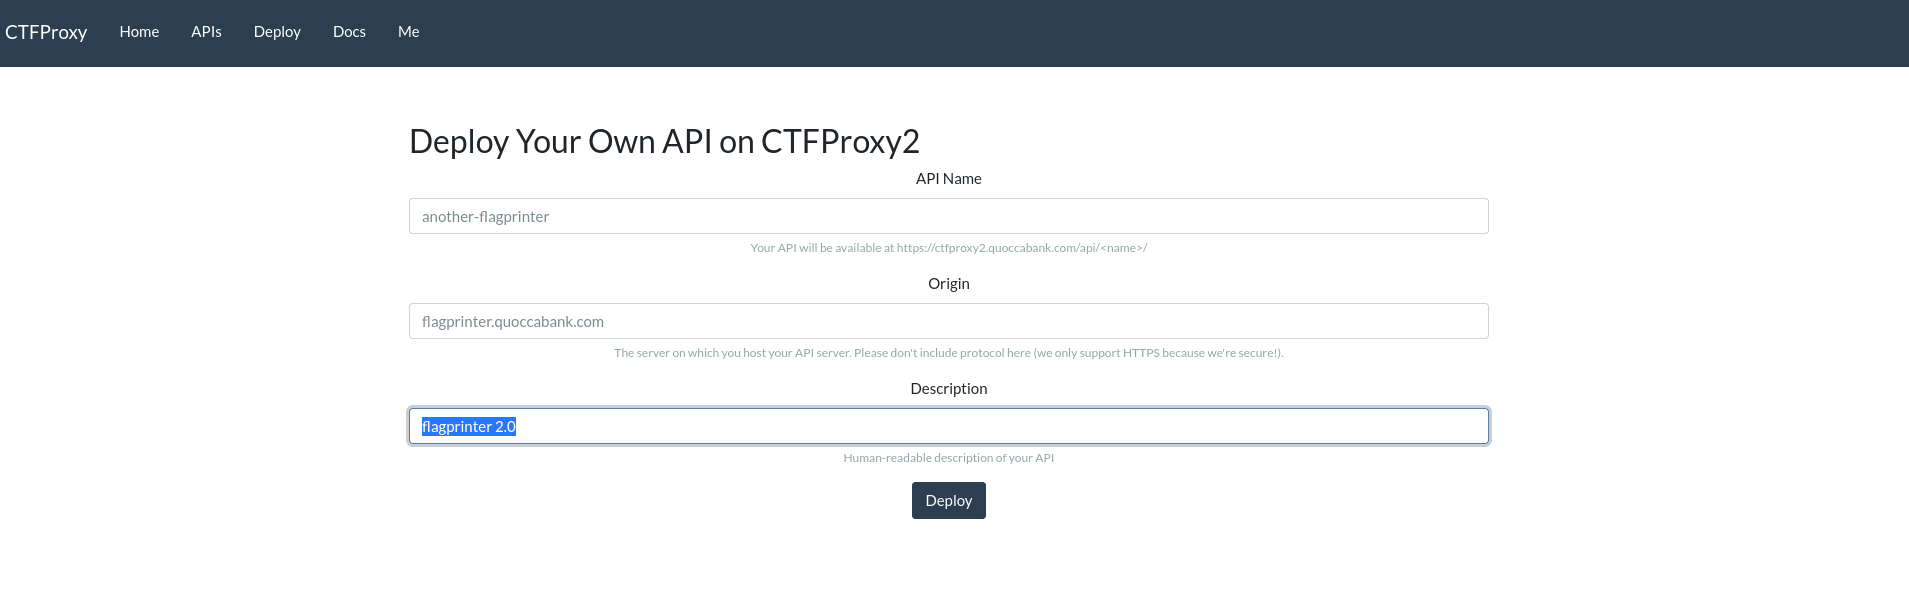 CTFProxy Home APIs Deploy Docs Me
Deploy Your Own API on CTFProxy2
API Name
another-flagprinter
Your API will be available at https://ctfproxy2.quoccabank.com/api/<name>/
Origin
flagprinter.quoccabank.com
The server on which you host your API server. Please don't include protocol here (we only support HTTPS because we're secure!).
Description
flagprinter 2.0
Human-readable description of your API
Deploy